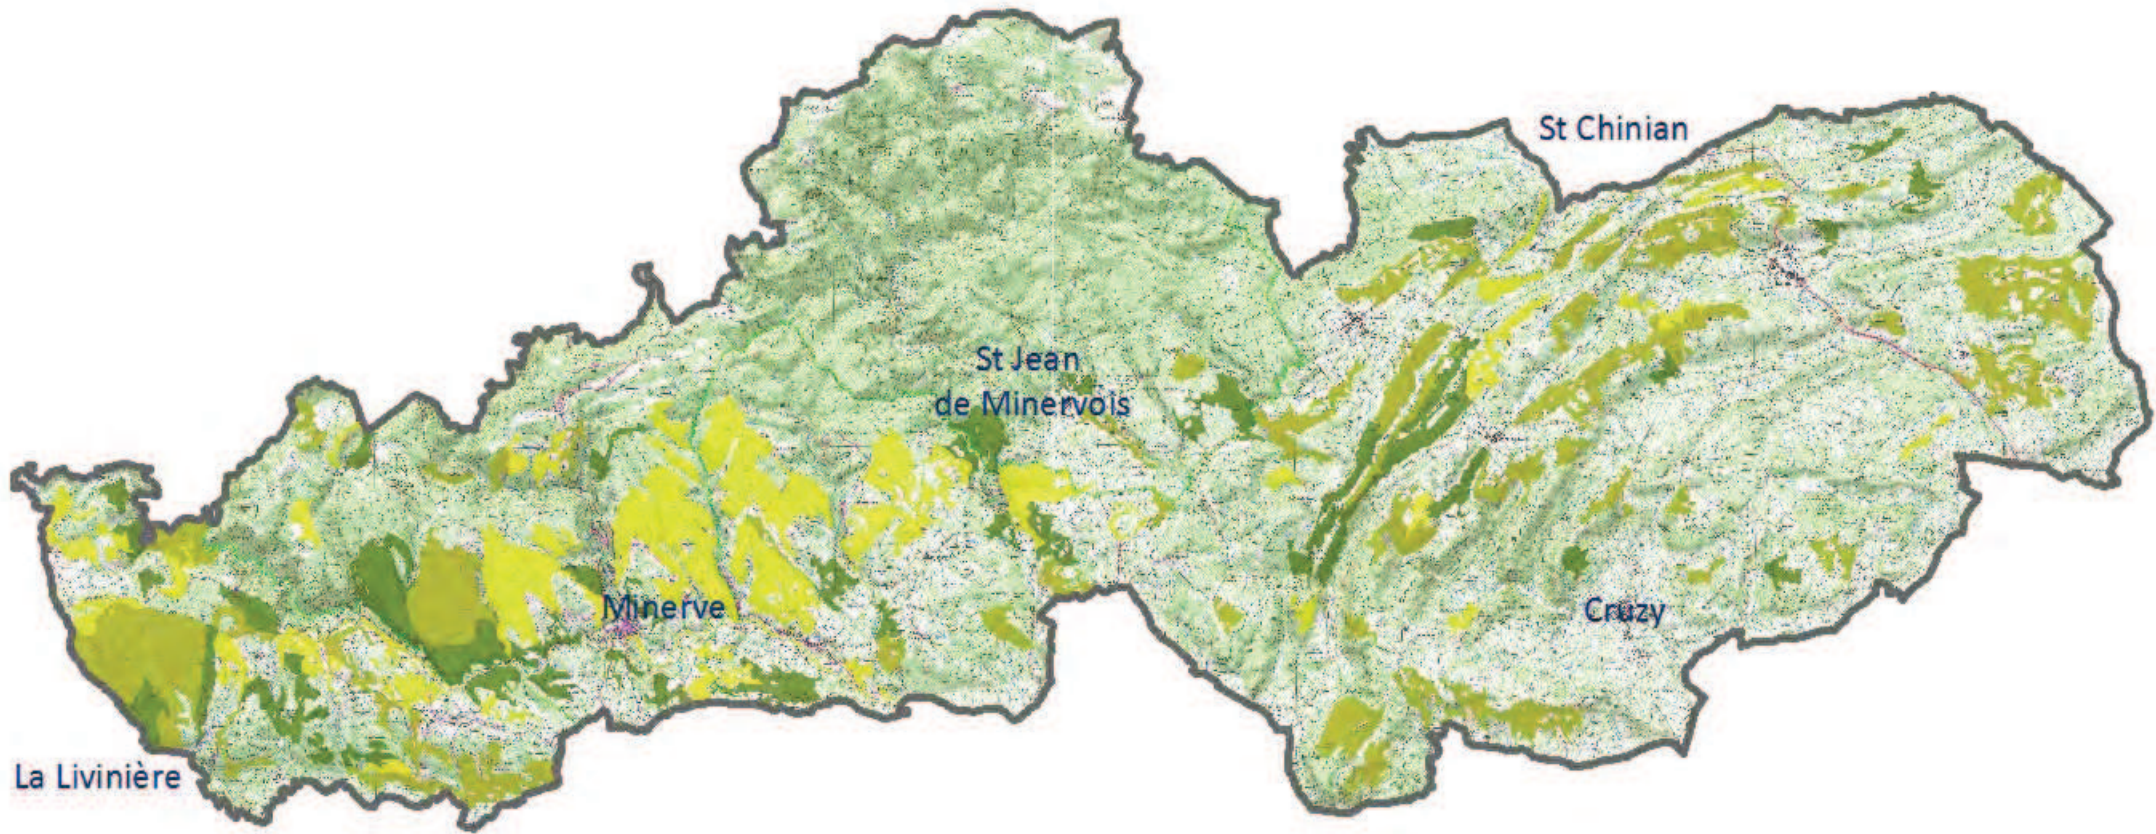 St Chinian
St Jean
de Minervois
Minerve
Cruzy
La Livinière